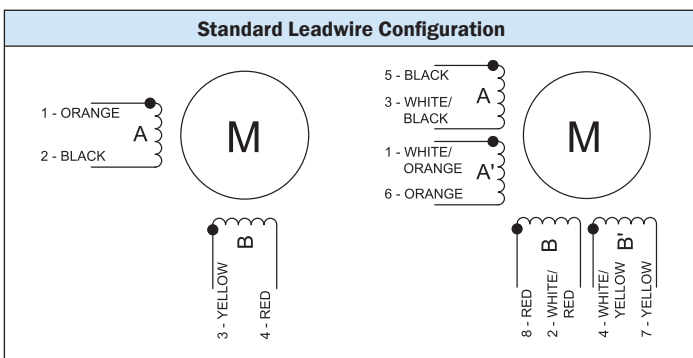 Standard Leadwire Configuration
1 - ORANGE
A
2 - BLACK
M
B
3 - YELLOW
4 - RED
5 - BLACK
A
3 - WHITE/
BLACK
1 - WHITE/
ORANGE
A'
6 - ORANGE
M
B
B'
8 - RED
2 - WHITE/
RED
4 - WHITE/
YELLOW
7 - YELLOW